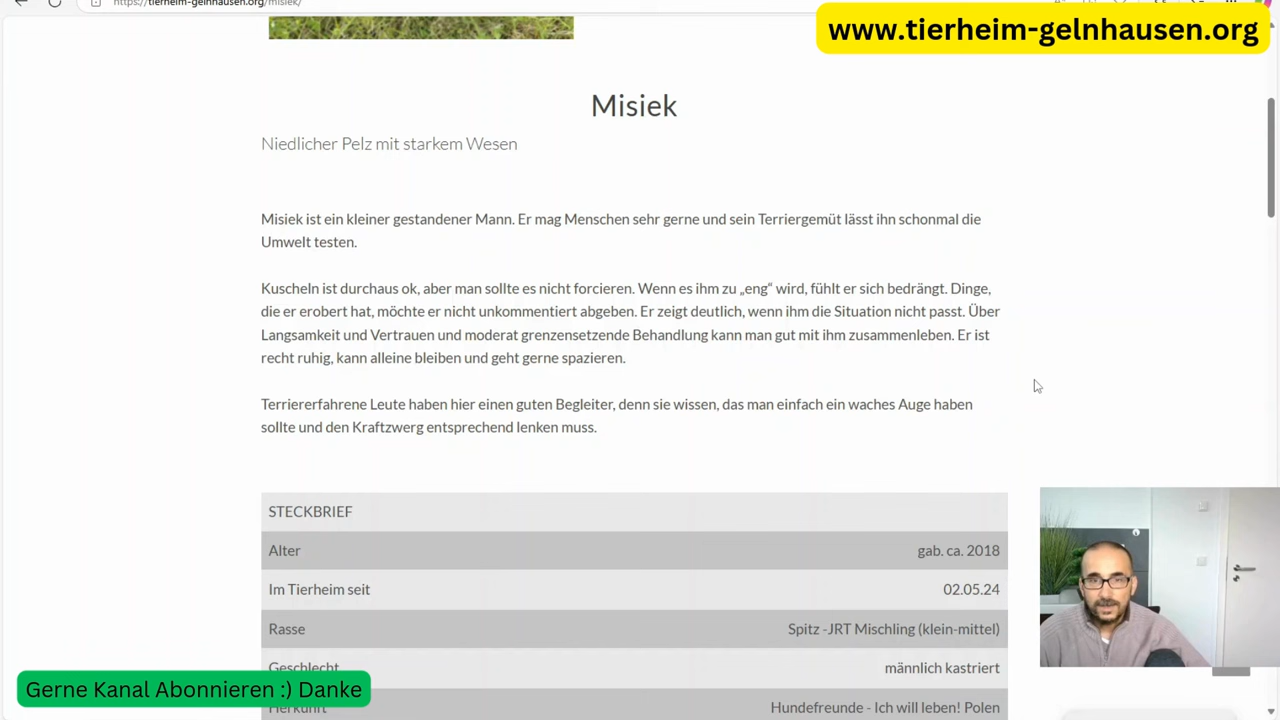 https://tierheim-gelnhausen.org/misiek/
www.tierheim-gelnhausen.org
Misiek
Niedlicher Pelz mit starkem Wesen
Misiek ist ein kleiner gestandener Mann. Er mag Menschen sehr gerne und sein Terriergemüt lässt ihn schonmal die
Umwelt testen.
Kuscheln ist durchaus ok, aber man sollte es nicht forcieren. Wenn es ihm zu „eng“ wird, fühlt er sich bedrängt. Dinge,
die er erobert hat, möchte er nicht unkommentiert abgeben. Er zeigt deutlich, wenn ihm die Situation nicht passt. Über
Langsamkeit und Vertrauen und moderat grenzensetzende Behandlung kann man gut mit ihm zusammenleben. Er ist
recht ruhig, kann alleine bleiben und geht gerne spazieren.
Terriererfahrene Leute haben hier einen guten Begleiter, denn sie wissen, das man einfach ein waches Auge haben
sollte und den Kraftzwerg entsprechend lenken muss.
STECKBRIEF
Alter gab. ca. 2018
Im Tierheim seit 02.05.24
Rasse Spitz -JRT Mischling (klein-mittel)
Geschlecht männlich kastriert
Herkunft Hundefreunde - Ich will leben! Polen
Gerne Kanal Abonnieren :) Danke